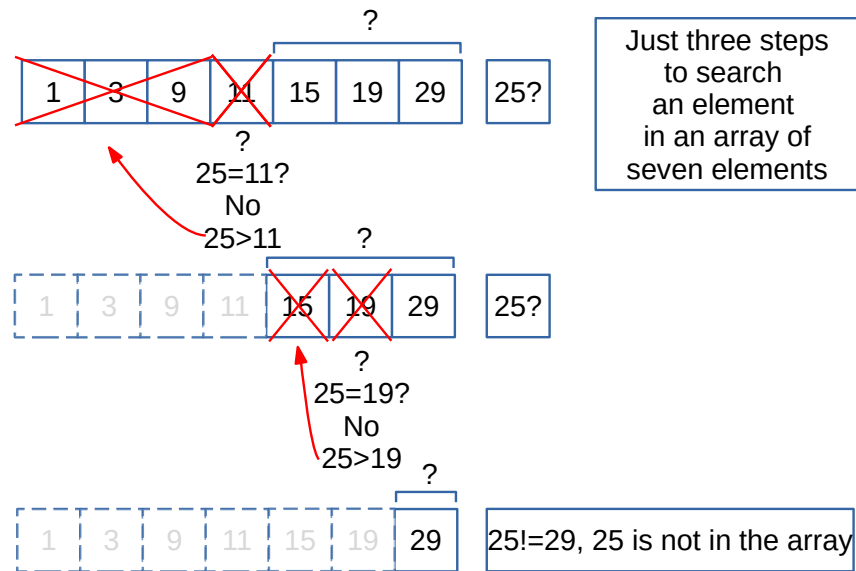 ?
1 3 9 11 15 19 29 25?
Just three steps
to search
an element
in an array of
seven elements
?
25=11?
No
25>11
?
1 3 9 11 15 19 29 25?
?
25=19?
No
25>19
?
1 3 9 11 15 19 29
25!=29, 25 is not in the array